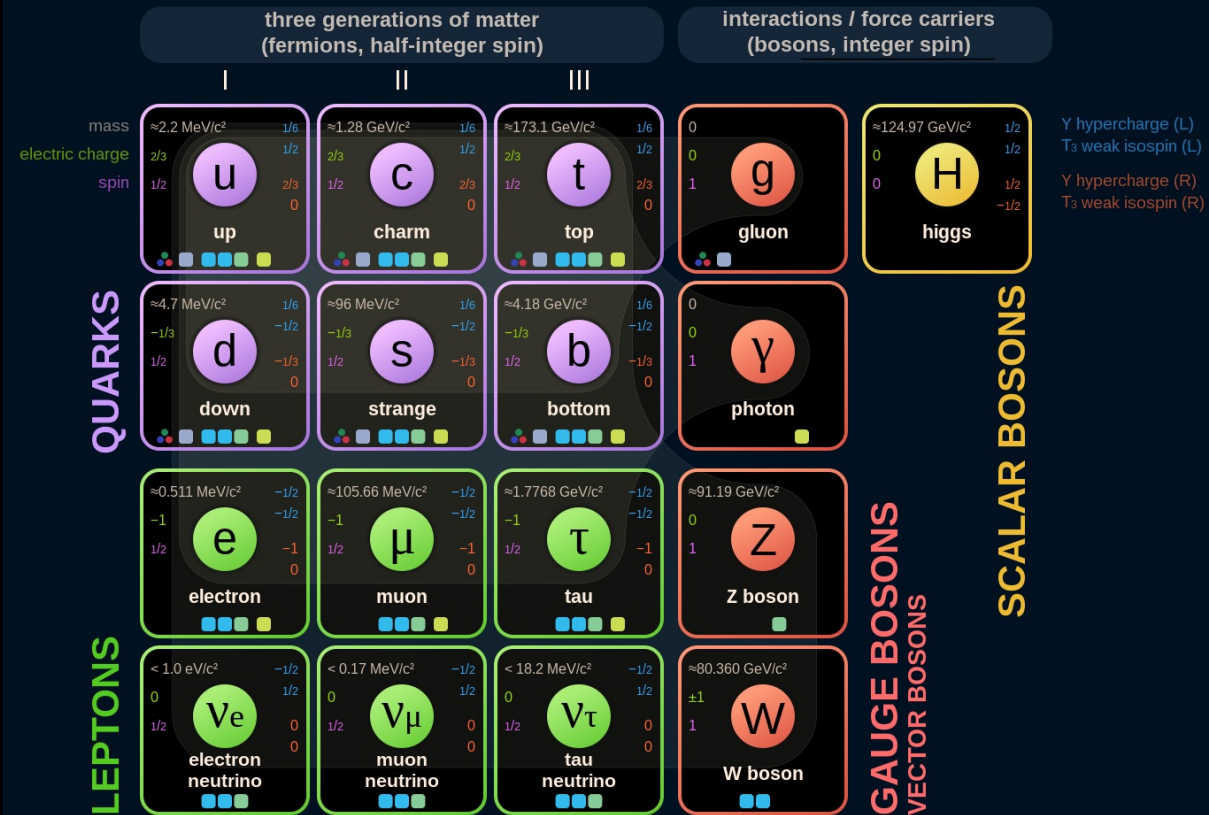 three generations of matter
(fermions, half-integer spin)
interactions / force carriers
(bosons, integer spin)
I
II
III
mass
electric charge
spin
≈2.2 MeV/c²
1/6
2/3
1/2
1/2
2/3
0
u
up
≈1.28 GeV/c²
1/6
2/3
1/2
1/2
2/3
0
c
charm
≈173.1 GeV/c²
1/6
2/3
1/2
1/2
2/3
0
t
top
0
0
1
g
gluon
≈124.97 GeV/c²
1/2
0
1/2
0
1/2
−1/2
H
higgs
Y hypercharge (L)
T3 weak isospin (L)
Y hypercharge (R)
T3 weak isospin (R)
QUARKS
≈4.7 MeV/c²
1/6
−1/3
−1/2
1/2
−1/3
0
d
down
≈96 MeV/c²
1/6
−1/3
−1/2
1/2
−1/3
0
s
strange
≈4.18 GeV/c²
1/6
−1/3
−1/2
1/2
−1/3
0
b
bottom
0
0
1
γ
photon
SCALAR BOSONS
LEPTONS
≈0.511 MeV/c²
−1/2
−1
−1/2
1/2
−1
0
e
electron
≈105.66 MeV/c²
−1/2
−1
−1/2
1/2
−1
0
μ
muon
≈1.7768 GeV/c²
−1/2
−1
−1/2
1/2
−1
0
τ
tau
≈91.19 GeV/c²
0
1
Z
Z boson
GAUGE BOSONS
VECTOR BOSONS
< 1.0 eV/c²
−1/2
0
1/2
1/2
0
0
νe
electron
neutrino
< 0.17 MeV/c²
−1/2
0
1/2
1/2
0
0
νμ
muon
neutrino
< 18.2 MeV/c²
−1/2
0
1/2
1/2
0
0
ντ
tau
neutrino
≈80.360 GeV/c²
±1
1
W
W boson